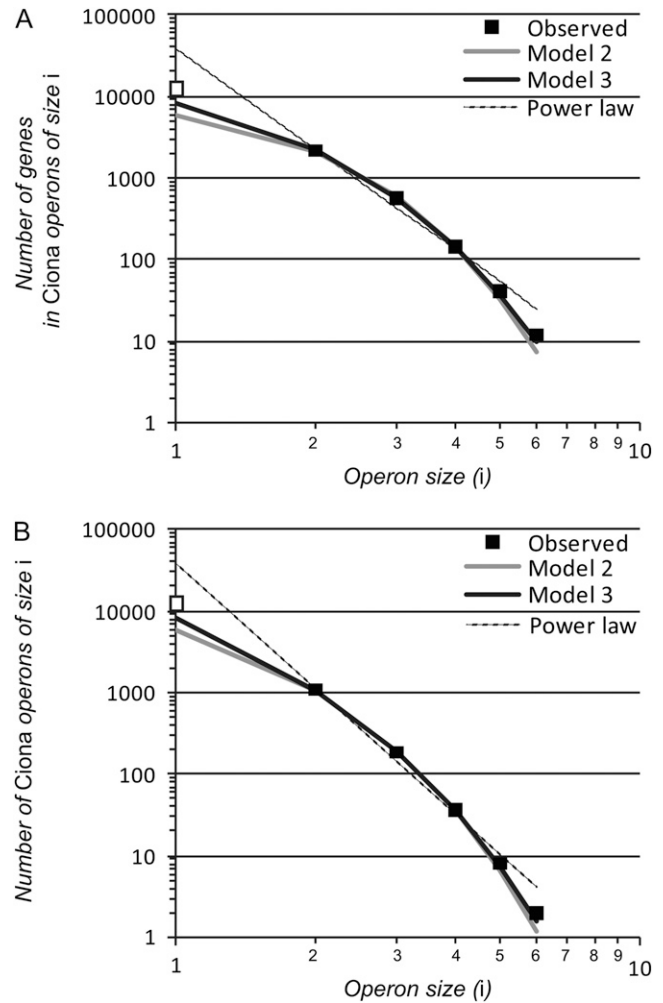 A
Number of genes
in Ciona operons of size i
100000
10000
1000
100
10
1
Observed
Model 2
Model 3
Power law
1 2 3 4 5 6 7 8 9 10
Operon size (i)
B
Number of Ciona operons of size i
100000
10000
1000
100
10
1
Observed
Model 2
Model 3
Power law
1 2 3 4 5 6 7 8 9 10
Operon size (i)